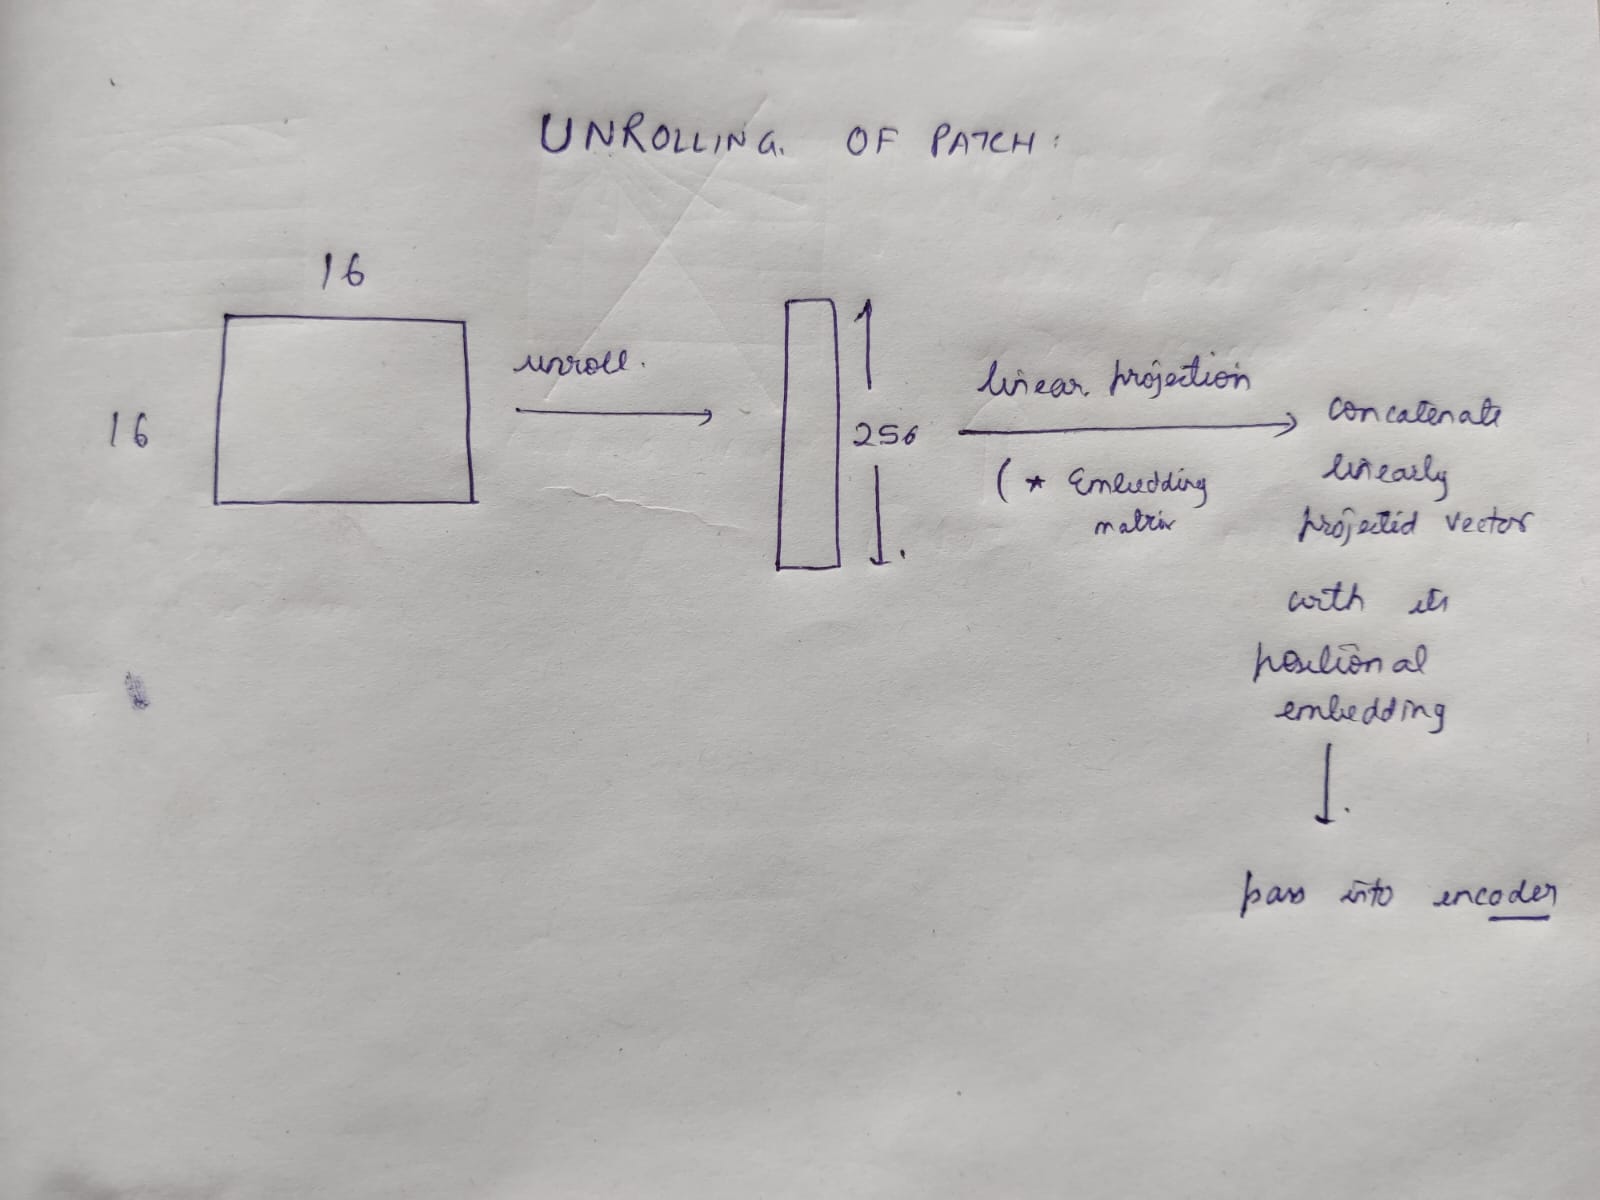 UNROLLING. OF PATCH:
16
16
unroll.
256
linear projection
( * Embedding
matrix
concatenate
linearly
projected vector
with its
positional
embedding
pass into encoder